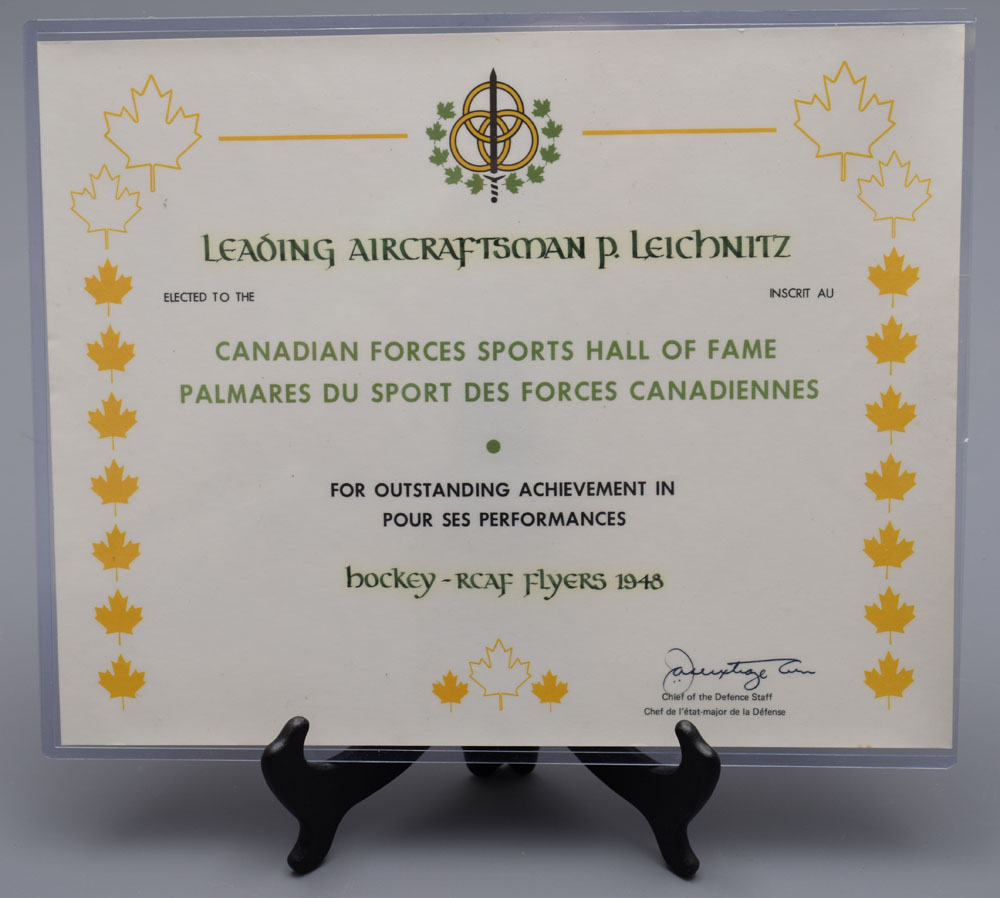 LEADING AIRCRAFTSMAN P. LEICHNITZ
ELECTED TO THE INSCRIT AU
CANADIAN FORCES SPORTS HALL OF FAME
PALMARES DU SPORT DES FORCES CANADIENNES
FOR OUTSTANDING ACHIEVEMENT IN
POUR SES PERFORMANCES
HOCKEY - RCAF FLYERS 1948
Chief of the Defence Staff
Chef de l'état-major de la Défense